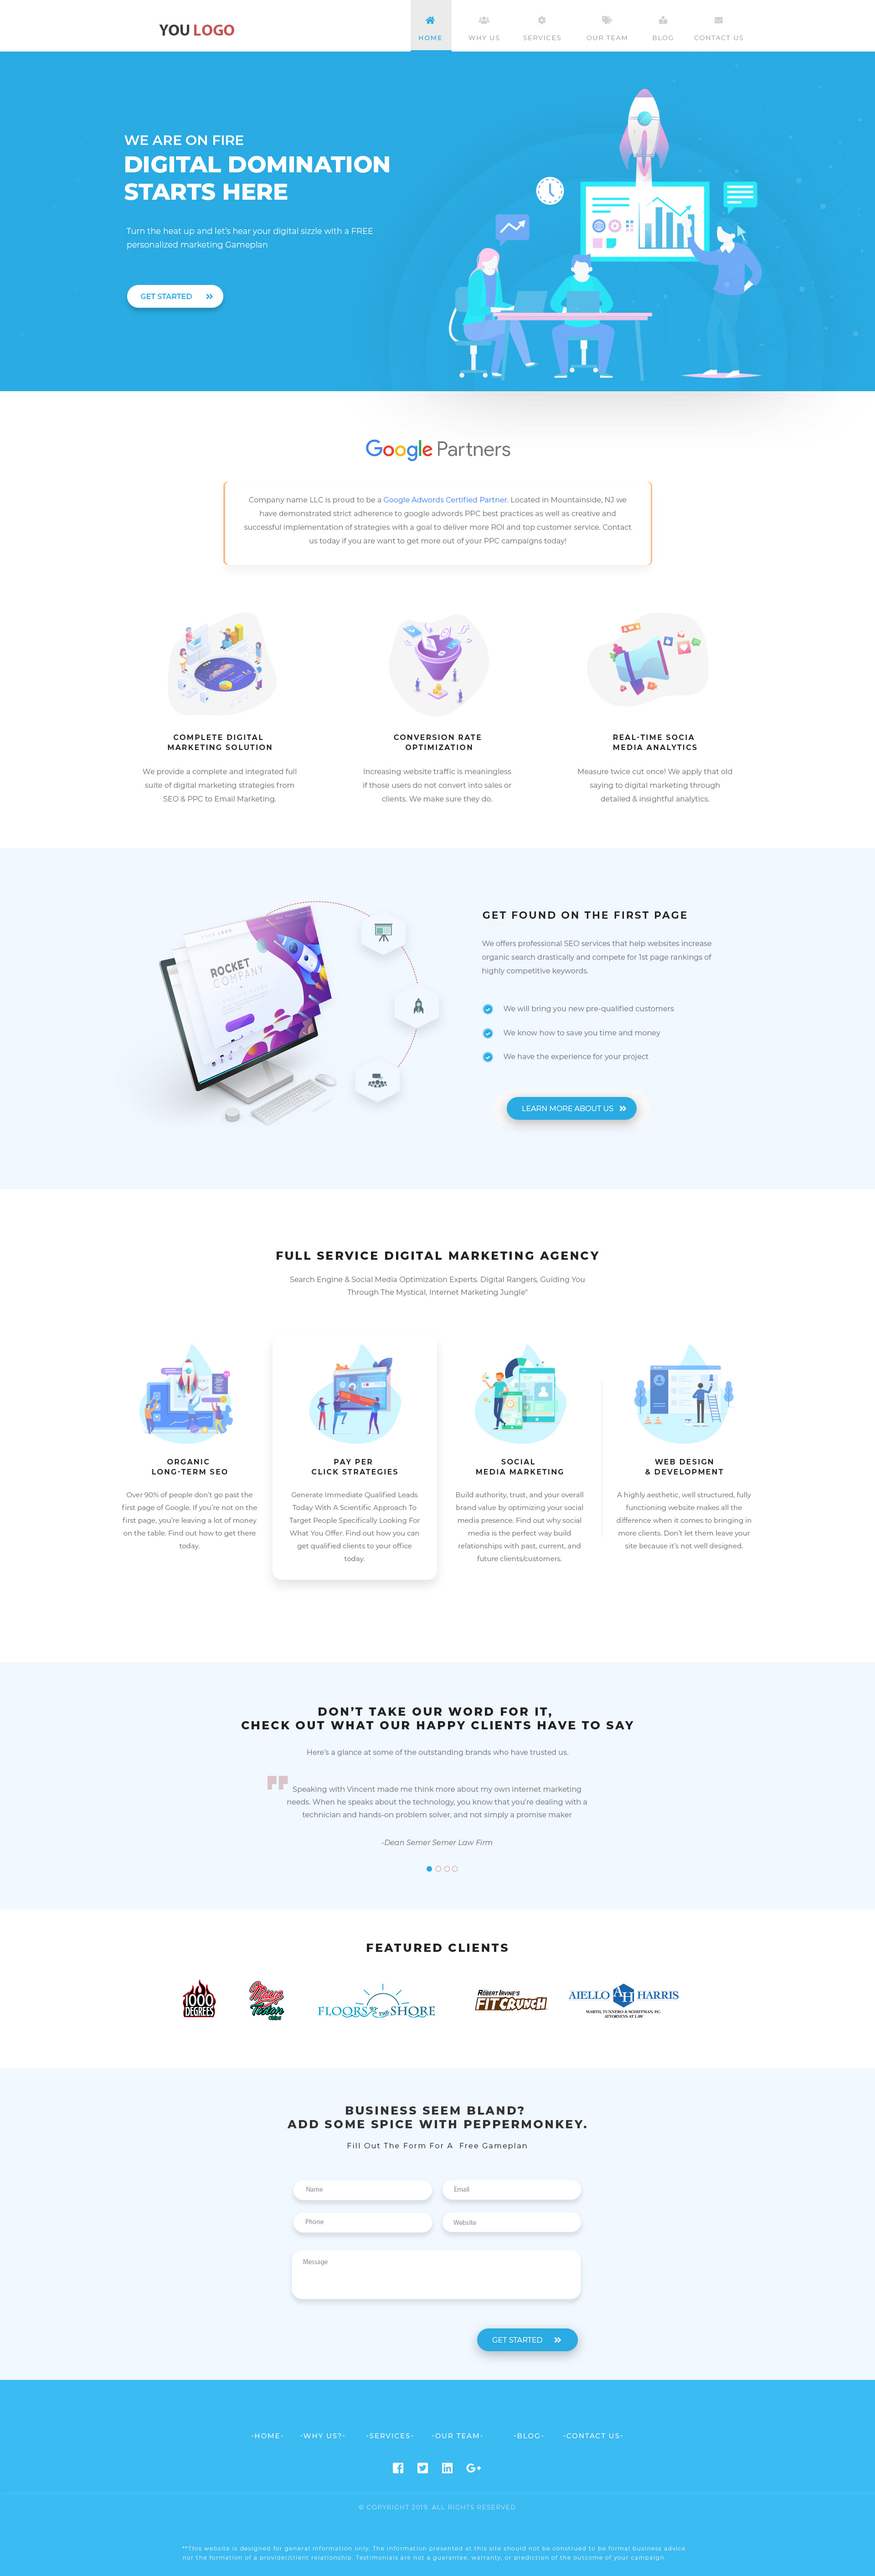 YOU LOGO
HOME
WHY US
SERVICES
OUR TEAM
BLOG
CONTACT US
WE ARE ON FIRE
DIGITAL DOMINATION
STARTS HERE
Turn the heat up and let's hear your digital sizzle with a FREE
personalized marketing Gameplan
GET STARTED
Google Partners
Company name LLC is proud to be a Google Adwords Certified Partner. Located in Mountainside, NJ we
have demonstrated strict adherence to google adwords PPC best practices as well as creative and
successful implementation of strategies with a goal to deliver more ROI and top customer service. Contact
us today if you are want to get more out of your PPC campaigns today!
COMPLETE DIGITAL
MARKETING SOLUTION
We provide a complete and integrated full
suite of digital marketing strategies from
SEO & PPC to Email Marketing.
CONVERSION RATE
OPTIMIZATION
Increasing website traffic is meaningless
if those users do not convert into sales or
clients. We make sure they do.
REAL-TIME SOCIA
MEDIA ANALYTICS
Measure twice cut once! We apply that old
saying to digital marketing through
detailed & insightful analytics.
YOUR LOGO
ROCKET
COMPANY
GET FOUND ON THE FIRST PAGE
We offers professional SEO services that help websites increase
organic search drastically and compete for 1st page rankings of
highly competitive keywords.
We will bring you new pre-qualified customers
We know how to save you time and money
We have the experience for your project
LEARN MORE ABOUT US
FULL SERVICE DIGITAL MARKETING AGENCY
Search Engine & Social Media Optimization Experts. Digital Rangers, Guiding You
Through The Mystical, Internet Marketing Jungle"
ORGANIC
LONG-TERM SEO
Over 90% of people don't go past the
first page of Google. If you're not on the
first page, you're leaving a lot of money
on the table. Find out how to get there
today.
PAY PER
CLICK STRATEGIES
Generate Immediate Qualified Leads
Today With A Scientific Approach To
Target People Specifically Looking For
What You Offer. Find out how you can
get qualified clients to your office
today.
SOCIAL
MEDIA MARKETING
Build authority, trust, and your overall
brand value by optimizing your social
media presence. Find out why social
media is the perfect way build
relationships with past, current, and
future clients/customers.
WEB DESIGN
& DEVELOPMENT
A highly aesthetic, well structured, fully
functioning website makes all the
difference when it comes to bringing in
more clients. Don't let them leave your
site because it's not well designed.
DON'T TAKE OUR WORD FOR IT,
CHECK OUT WHAT OUR HAPPY CLIENTS HAVE TO SAY
Here's a glance at some of the outstanding brands who have trusted us.
Speaking with Vincent made me think more about my own internet marketing
needs. When he speaks about the technology, you know that you're dealing with a
technician and hands-on problem solver, and not simply a promise maker
-Dean Semer Semer Law Firm
FEATURED CLIENTS
1000
DEGREES
FLOORS BY THE SHORE
ROBERT IRVINE'S
FITCRUNCH
AIELLO AH HARRIS
MARTH, TUNNERO & SCHIFFMAN, P.C.
ATTORNEYS AT LAW
BUSINESS SEEM BLAND?
ADD SOME SPICE WITH PEPPERMONKEY.
Fill Out The Form For A Free Gameplan
Name
Email
Phone
Website
Message
GET STARTED
-HOME-
-WHY US?-
-SERVICES-
-OUR TEAM-
-BLOG-
-CONTACT US-
© COPYRIGHT 2019. ALL RIGHTS RESERVED
**This website is designed for general information only. The information presented at this site should not be construed to be formal business advice
nor the formation of a provider/client relationship. Testimonials are not a guarantee, warranty, or prediction of the outcome of your campaign.